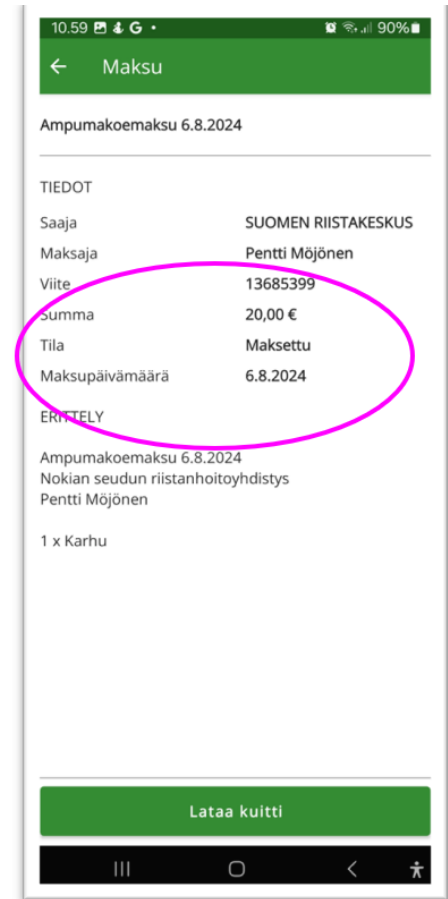 10.59 G • 90%
Maksu
Ampumakoemaksu 6.8.2024
TIEDOT
Saaja SUOMEN RIISTAKESKUS
Maksaja Pentti Möjönen
Viite 13685399
Summa 20,00 €
Tila Maksettu
Maksupäivämäärä 6.8.2024
ERITTELY
Ampumakoemaksu 6.8.2024
Nokian seudun riistanhoitoyhdistys
Pentti Möjönen
1 x Karhu
Lataa kuitti